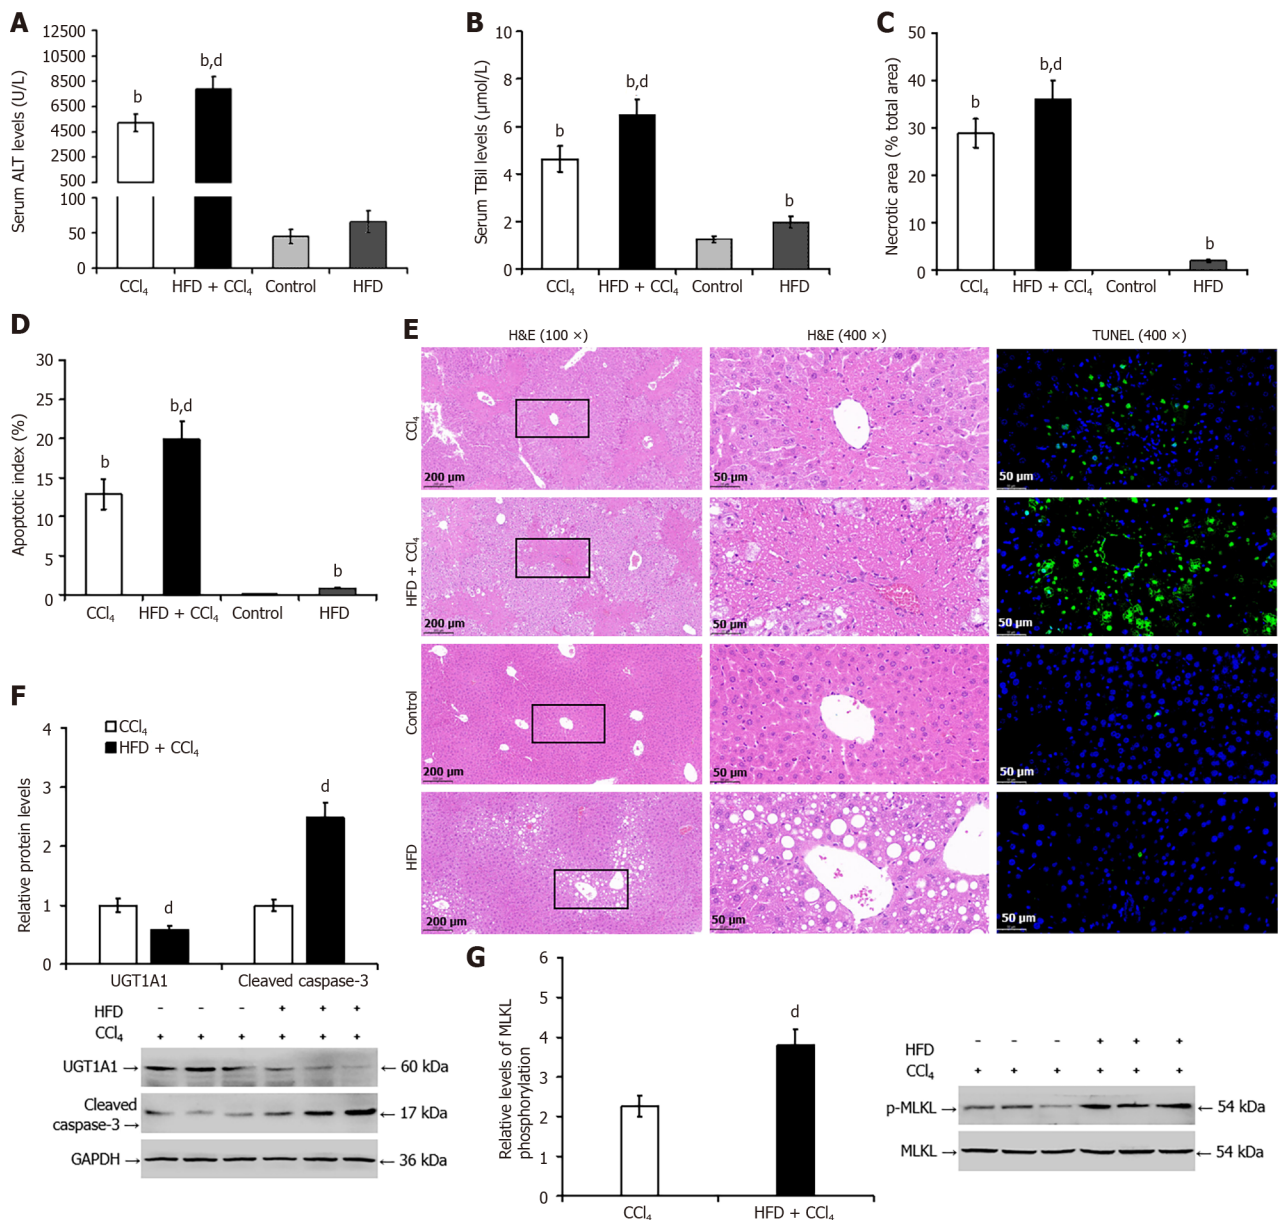 A
Serum ALT levels (U/L)
12500
10500
8500
6500
4500
2500
500
100
50
0
b
b,d
CCl₄ HFD + CCl₄ Control HFD
B
Serum TBil levels (μmol/L)
10
8
6
4
2
0
b
b,d
b
CCl₄ HFD + CCl₄ Control HFD
C
Necrotic area (% total area)
50
40
30
20
10
0
b
b,d
b
CCl₄ HFD + CCl₄ Control HFD
D
Apoptotic index (%)
30
25
20
15
10
5
0
b
b,d
b
CCl₄ HFD + CCl₄ Control HFD
E
H&E (100 ×) H&E (400 ×) TUNEL (400 ×)
CCl₄
200 μm 50 μm 50 μm
HFD + CCl₄
200 μm 50 μm 50 μm
Control
200 μm 50 μm 50 μm
HFD
200 μm 50 μm 50 μm
F
Relative protein levels
4
3
2
1
0
CCl₄
HFD + CCl₄
d
d
UGT1A1 Cleaved caspase-3
HFD - - - + + +
CCl₄ + + + + + +
UGT1A1 → ← 60 kDa
Cleaved
caspase-3 → ← 17 kDa
GAPDH → ← 36 kDa
G
Relative levels of MLKL
phosphorylation
6
5
4
3
2
1
0
d
CCl₄ HFD + CCl₄
HFD - - - + + +
CCl₄ + + + + + +
p-MLKL → ← 54 kDa
MLKL → ← 54 kDa